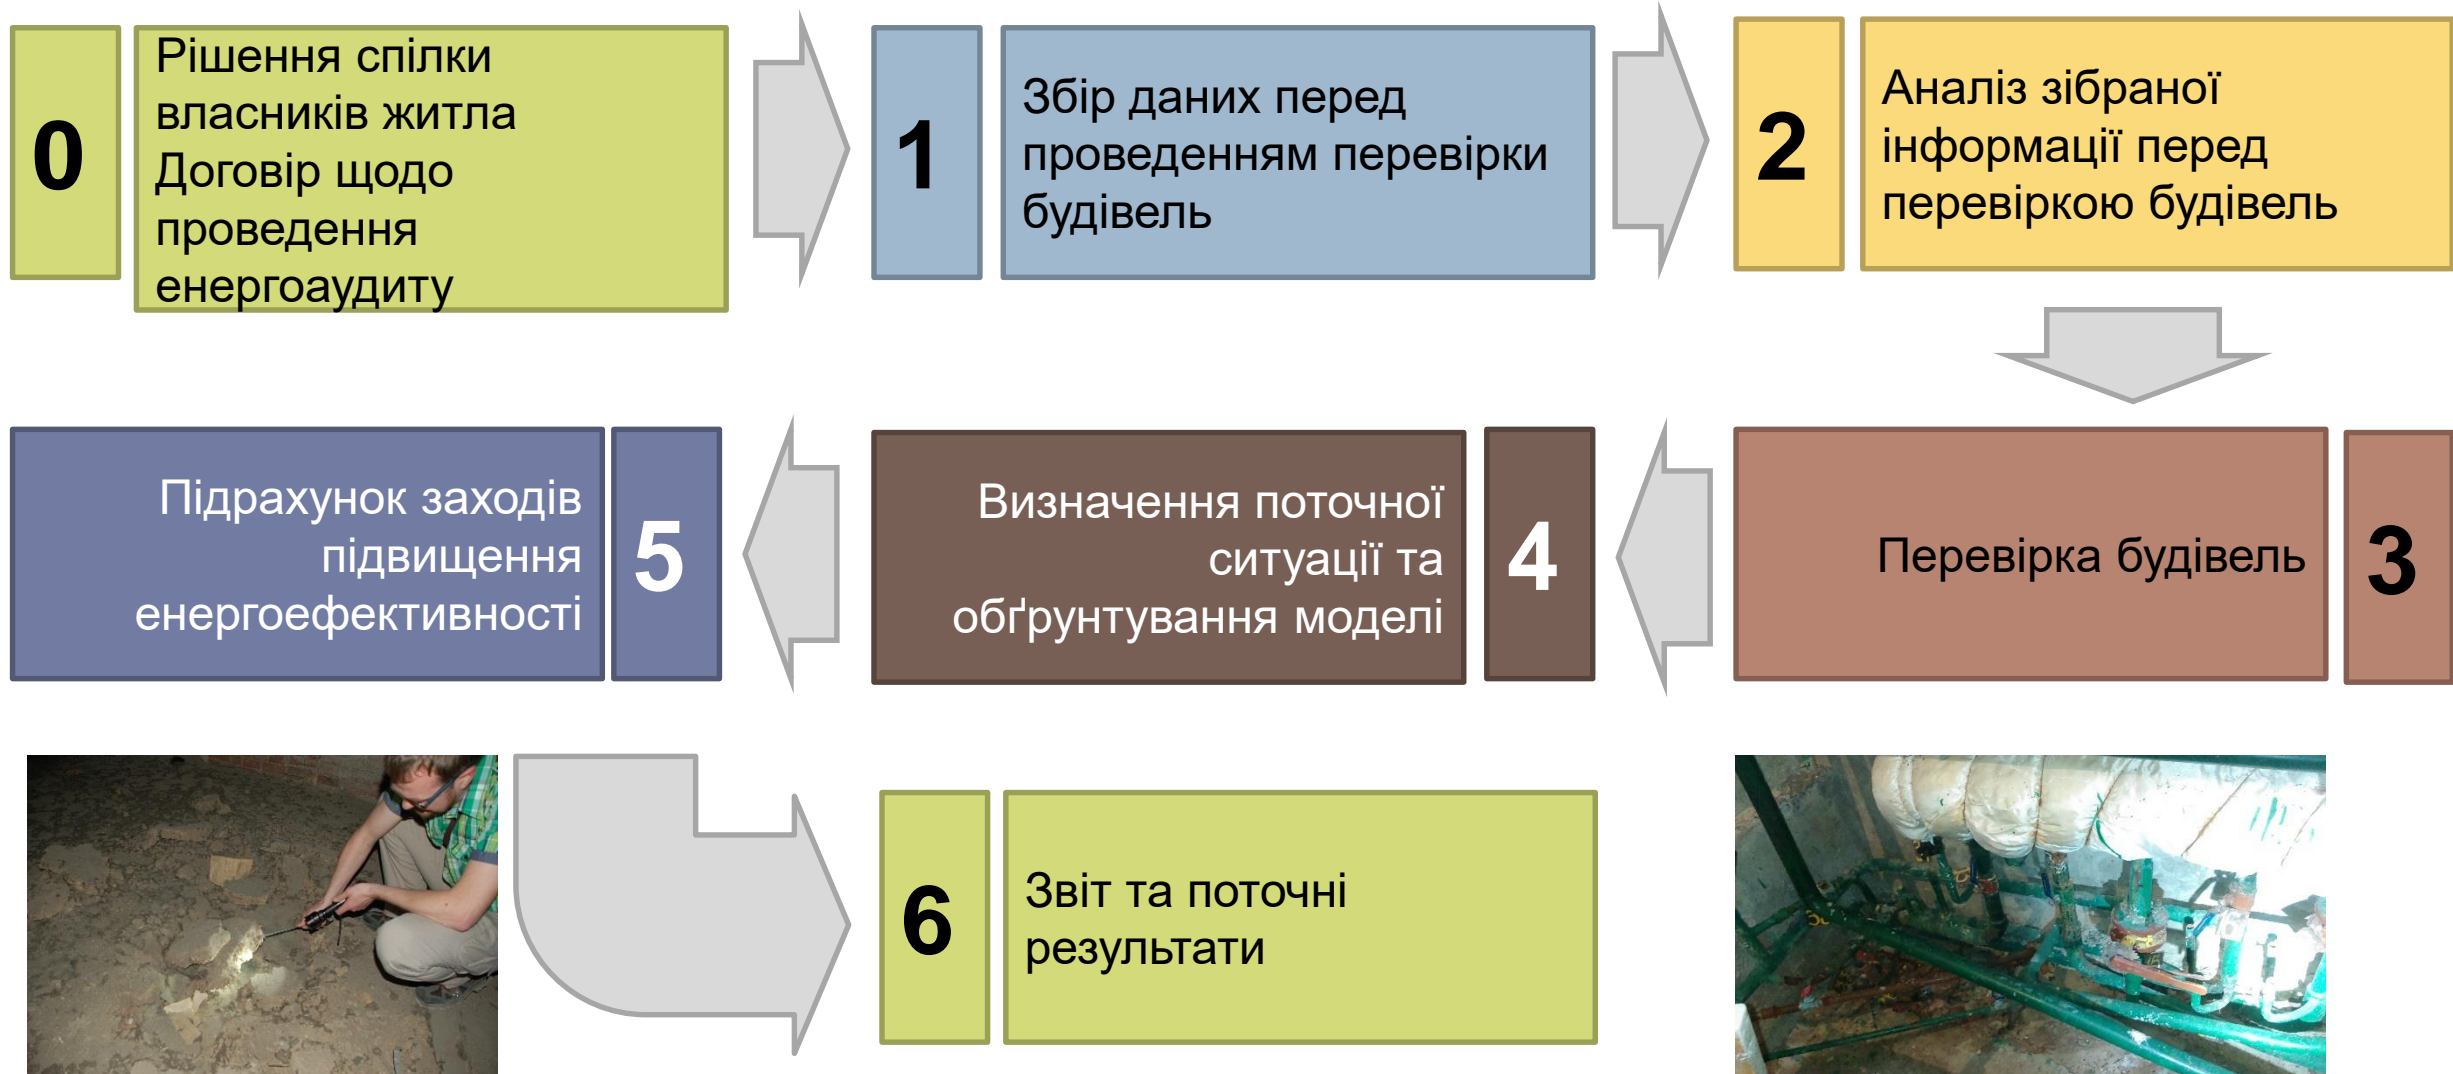 0
Рішення спілки
власників житла
Договір щодо
проведення
енергоаудиту
1
Збір даних перед
проведенням перевірки
будівель
2
Аналіз зібраної
інформації перед
перевіркою будівель
Перевірка будівель
3
Визначення поточної
ситуації та
обґрунтування моделі
4
Підрахунок заходів
підвищення
енергоефективності
5
6
Звіт та поточні
результати